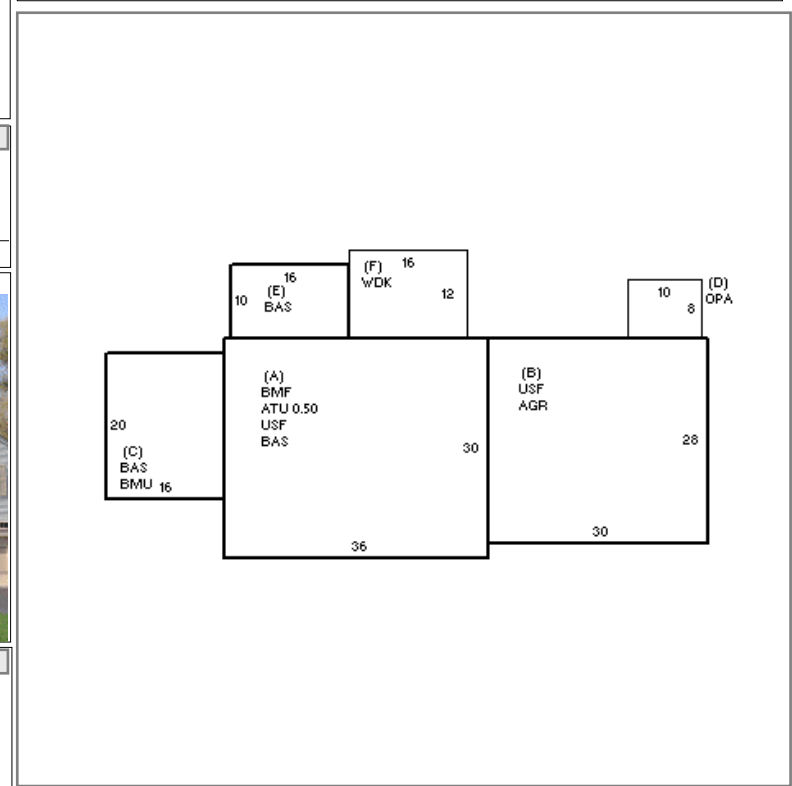 16
(F)
WDK
12
10
(E)
BAS
16
10
8
(D)
OPA
(A)
BMF
ATU 0.50
USF
BAS
30
36
(B)
USF
AGR
28
30
20
(C)
BAS
BMU 16